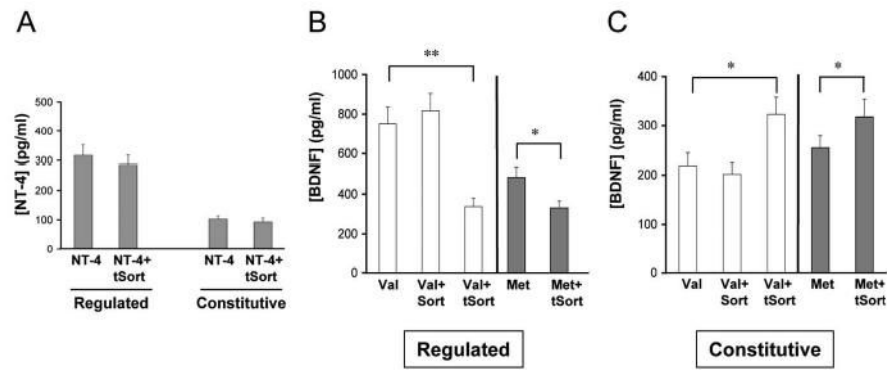 A
[NT-4] (pg/ml)
500
400
300
200
100
0
NT-4 NT-4+ tSort NT-4 NT-4+ tSort
Regulated Constitutive
B
[BDNF] (pg/ml)
1000
800
600
400
200
0
**
*
Val Val+ Sort Val+ tSort Met Met+ tSort
Regulated
C
[BDNF] (pg/ml)
400
300
200
100
0
*
*
Val Val+ Sort Val+ tSort Met Met+ tSort
Constitutive